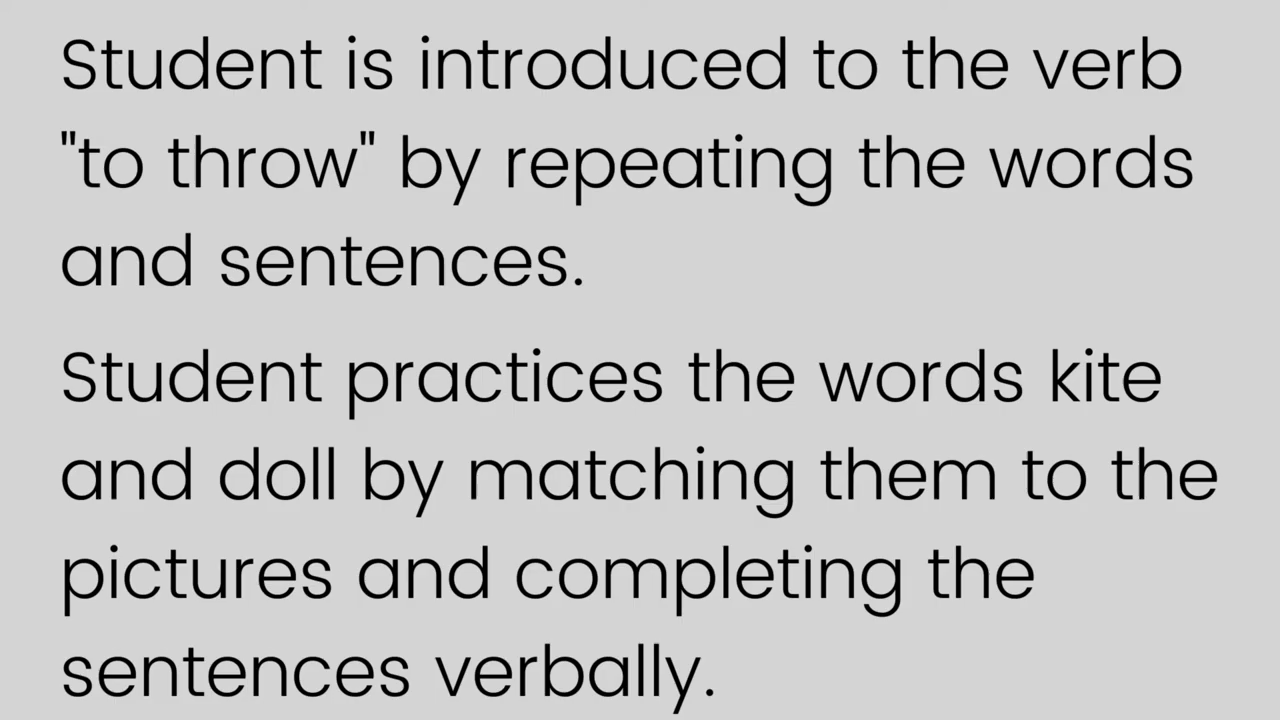 Student is introduced to the verb
"to throw" by repeating the words
and sentences.
Student practices the words kite
and doll by matching them to the
pictures and completing the
sentences verbally.